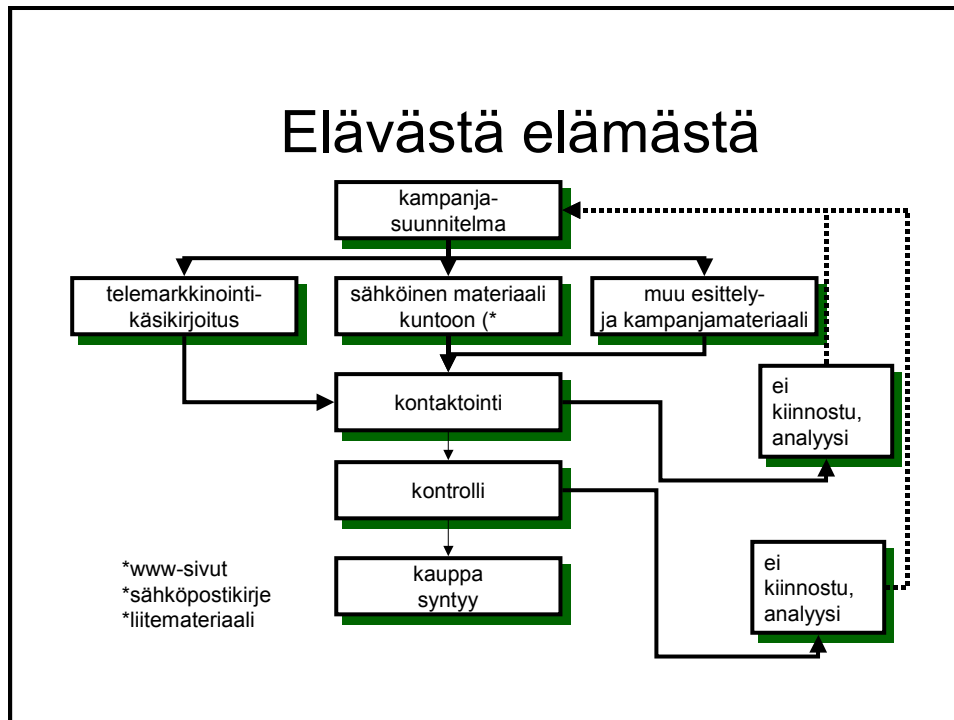 Elävästä elämästä
kampanja-
suunnitelma
telemarkkinointi-
käsikirjoitus
sähköinen materiaali
kuntoon (*
muu esittely-
ja kampanjamateriaali
kontaktointi
ei
kiinnostu,
analyysi
kontrolli
kauppa
syntyy
ei
kiinnostu,
analyysi
*www-sivut
*sähköpostikirje
*liitemateriaali